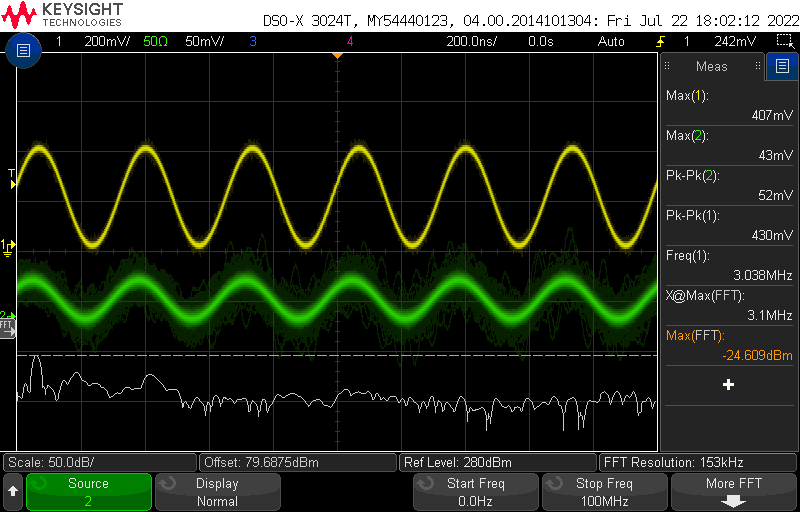 KEYSIGHT
TECHNOLOGIES
DSO-X 3024T, MY54440123, 04.00.2014101304: Fri Jul 22 18:02:12 2022
1 200mV/ 50Ω 50mV/ 3 4 200.0ns/ 0.0s Auto 1 242mV
Meas
Max(1):
407mV
Max(2):
43mV
Pk-Pk(2):
52mV
Pk-Pk(1):
430mV
Freq(1):
3.038MHz
X@Max(FFT):
3.1MHz
Max(FFT):
-24.609dBm
T
1
2
FFT
Scale: 50.0dB/ Offset: 79.6875dBm Ref Level: 280dBm FFT Resolution: 153kHz
Source
2
Display
Normal
Start Freq
0.0Hz
Stop Freq
100MHz
More FFT